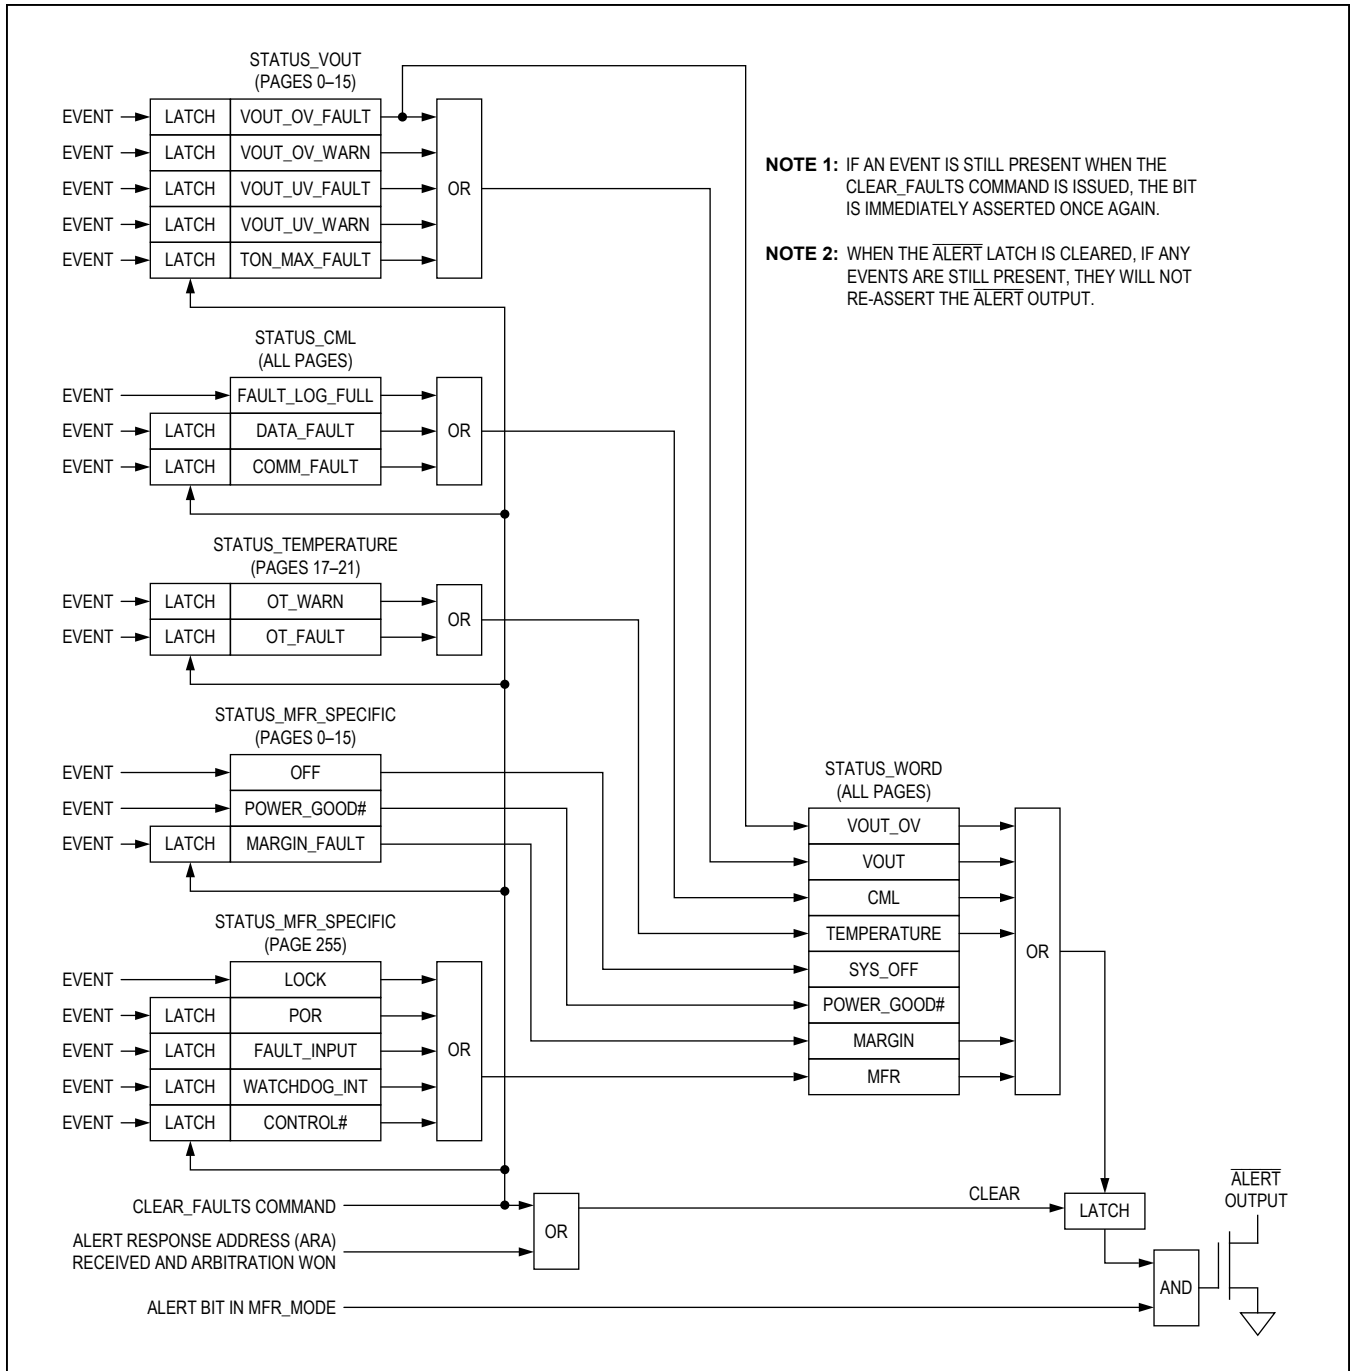 STATUS_VOUT
(PAGES 0–15)
EVENT LATCH VOUT_OV_FAULT
EVENT LATCH VOUT_OV_WARN
EVENT LATCH VOUT_UV_FAULT
EVENT LATCH VOUT_UV_WARN
EVENT LATCH TON_MAX_FAULT
OR
NOTE 1: IF AN EVENT IS STILL PRESENT WHEN THE
CLEAR_FAULTS COMMAND IS ISSUED, THE BIT
IS IMMEDIATELY ASSERTED ONCE AGAIN.
NOTE 2: WHEN THE ALERT LATCH IS CLEARED, IF ANY
EVENTS ARE STILL PRESENT, THEY WILL NOT
RE-ASSERT THE ALERT OUTPUT.
STATUS_CML
(ALL PAGES)
EVENT FAULT_LOG_FULL
EVENT LATCH DATA_FAULT
EVENT LATCH COMM_FAULT
OR
STATUS_TEMPERATURE
(PAGES 17–21)
EVENT LATCH OT_WARN
EVENT LATCH OT_FAULT
OR
STATUS_MFR_SPECIFIC
(PAGES 0–15)
EVENT OFF
EVENT POWER_GOOD#
EVENT LATCH MARGIN_FAULT
STATUS_MFR_SPECIFIC
(PAGE 255)
EVENT LOCK
EVENT LATCH POR
EVENT LATCH FAULT_INPUT
EVENT LATCH WATCHDOG_INT
EVENT LATCH CONTROL#
OR
STATUS_WORD
(ALL PAGES)
VOUT_OV
VOUT
CML
TEMPERATURE
SYS_OFF
POWER_GOOD#
MARGIN
MFR
OR
CLEAR_FAULTS COMMAND
ALERT RESPONSE ADDRESS (ARA)
RECEIVED AND ARBITRATION WON
OR
CLEAR
LATCH
ALERT
OUTPUT
ALERT BIT IN MFR_MODE
AND